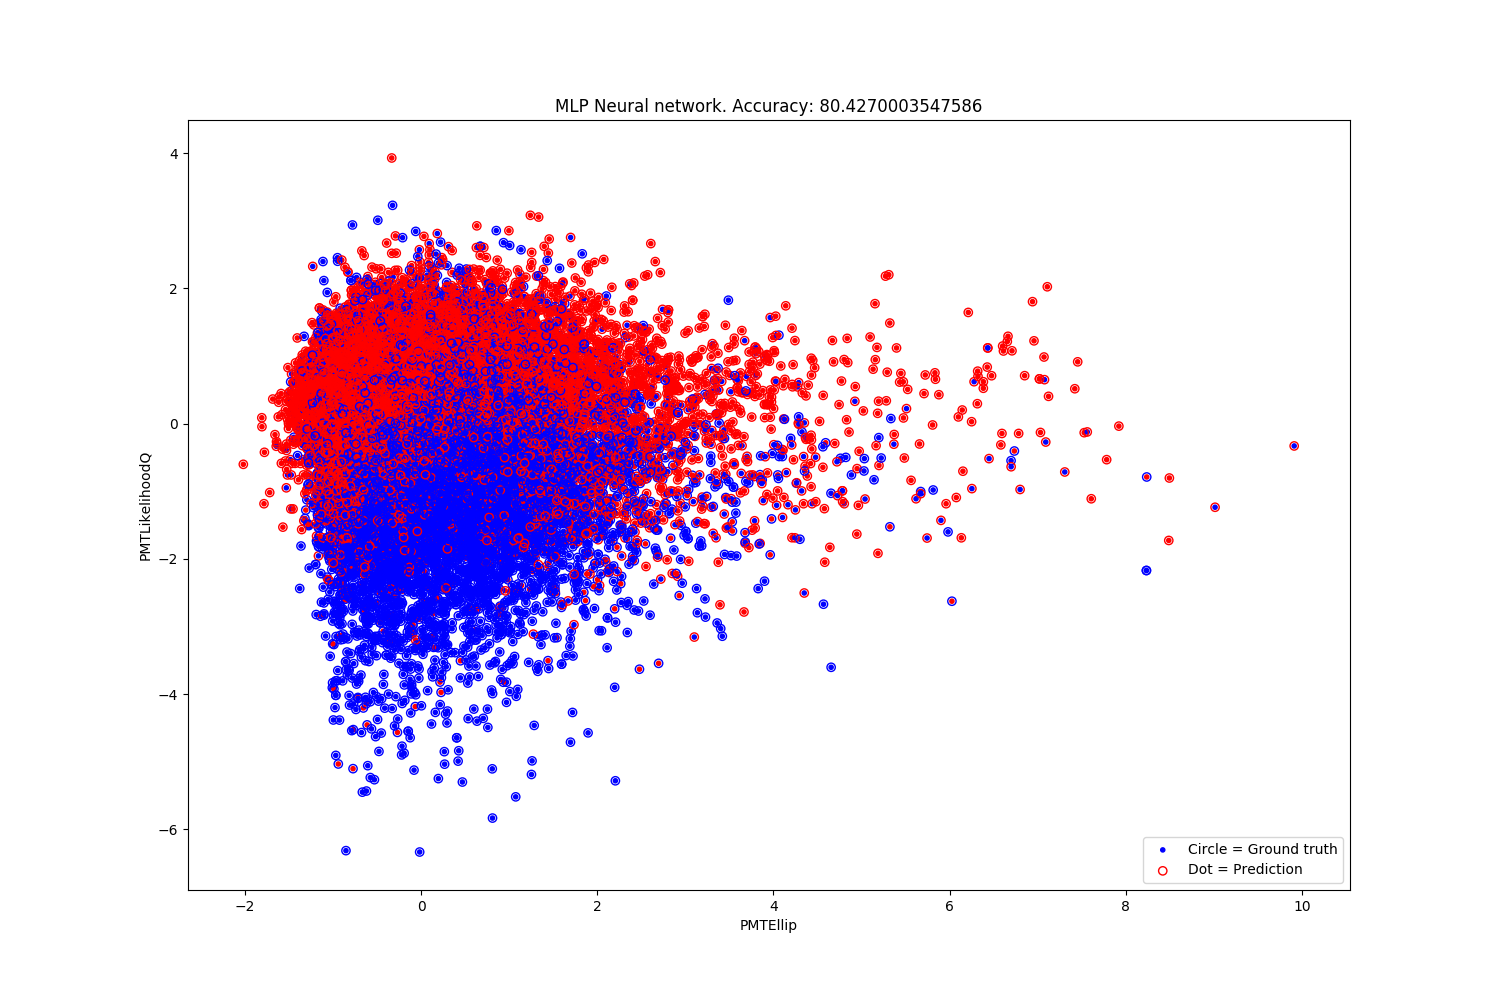 MLP Neural network. Accuracy: 80.4270003547586
PMTLikelihoodQ
4
2
0
−2
−4
−6
−2 0 2 4 6 8 10
PMTEllip
Circle = Ground truth
Dot = Prediction